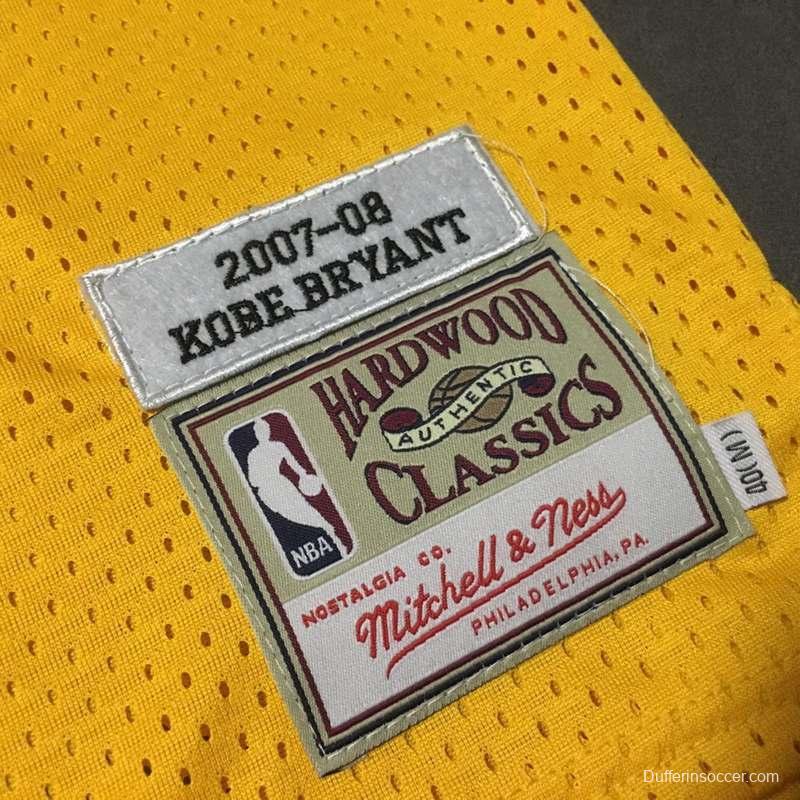 2007-08
KOBE BRYANT
HARDWOOD
AUTHENTIC
CLASSICS
NBA
NOSTALGIA CO.
Mitchell & Ness
PHILADELPHIA, PA.
40(M)
Dufferinsoccer.com